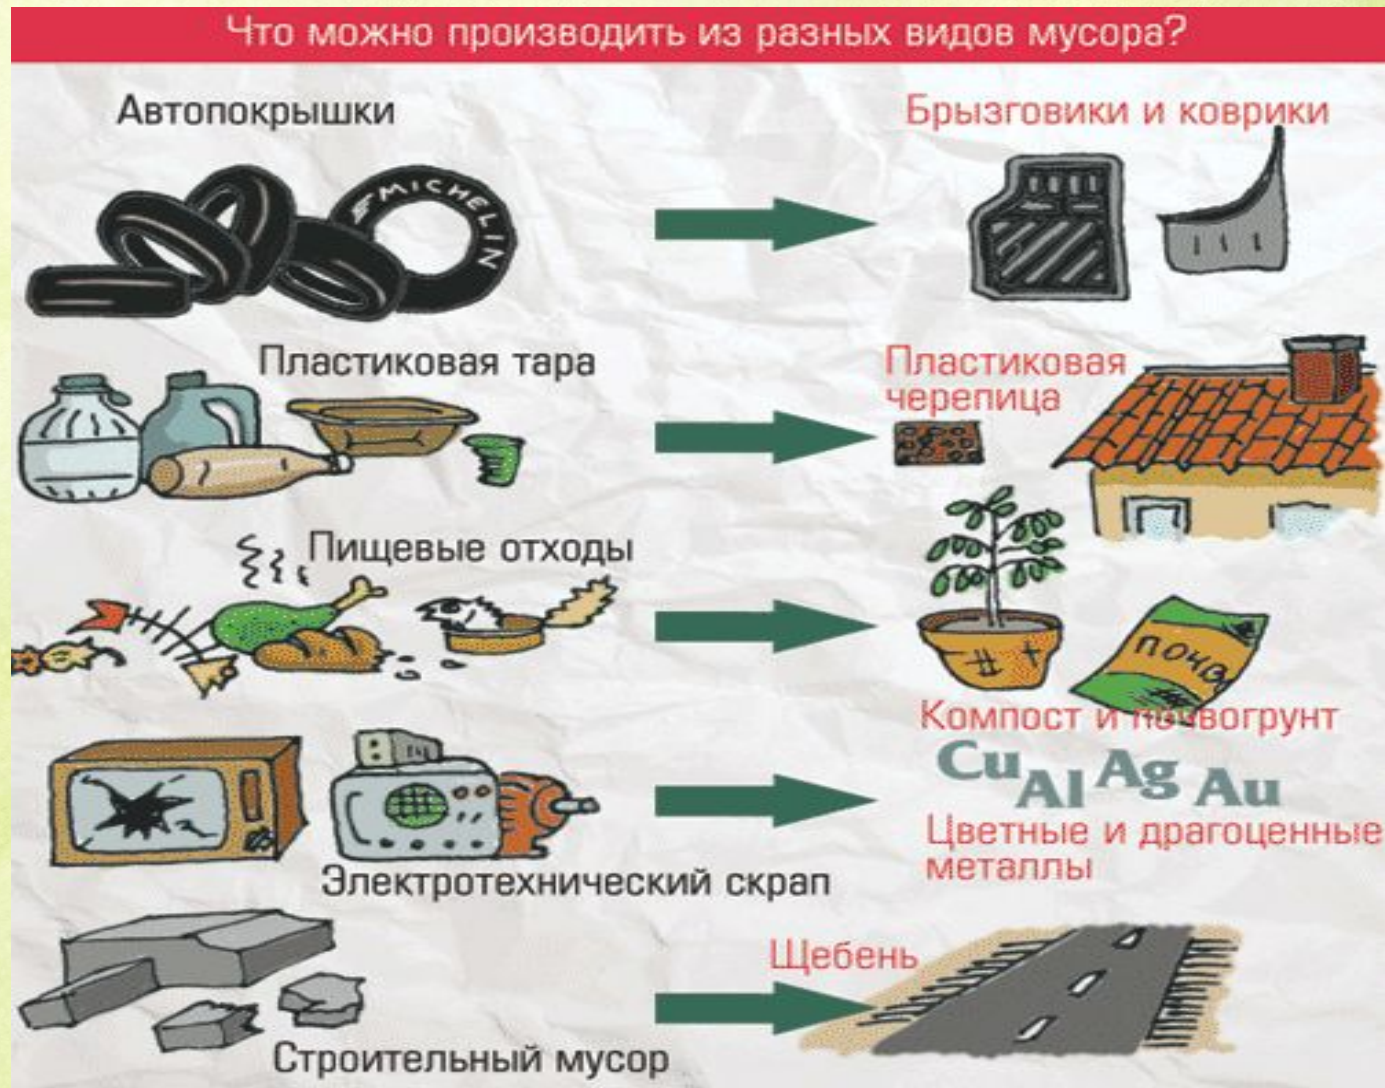 Что можно производить из разных видов мусора?
Автопокрышки
Брызговики и коврики
MICHELIN
Пластиковая тара
Пластиковая
черепица
Пищевые отходы
почва
Компост и почвогрунт
Cu Al Ag Au
Цветные и драгоценные
металлы
Электротехнический скрап
Щебень
Строительный мусор